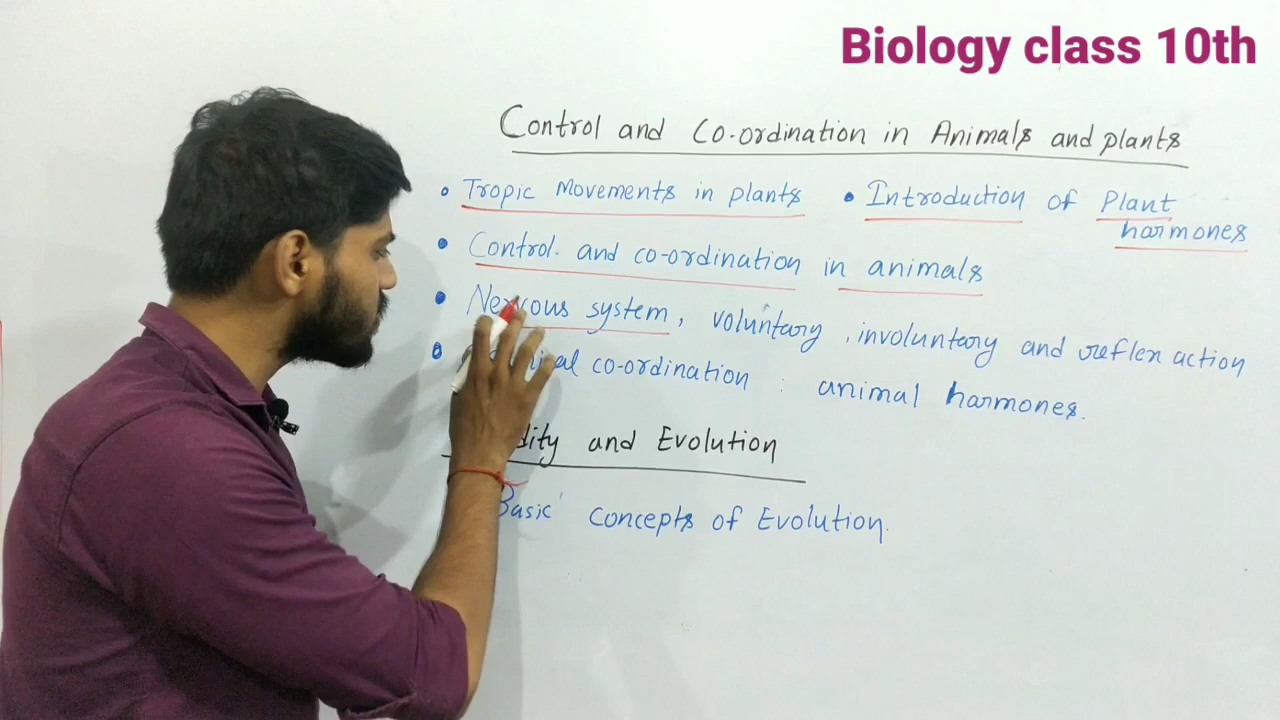 Biology class 10th
Control and Co-ordination in Animals and plants
• Tropic Movements in plants • Introduction of Plant
harmones
• Control and co-ordination in animals
• Nervous system, voluntary, involuntary and reflex action
• co-ordination : animal harmones.
and Evolution
Basic concepts of Evolution.